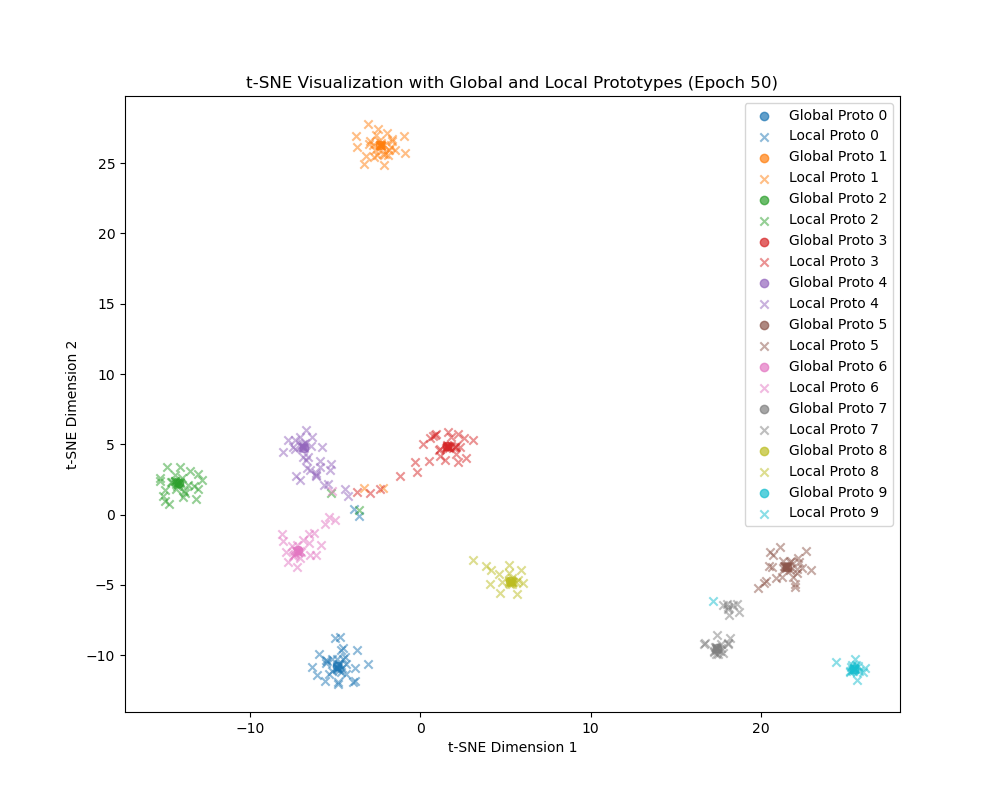 t-SNE Visualization with Global and Local Prototypes (Epoch 50)
Global Proto 0
Local Proto 0
Global Proto 1
Local Proto 1
Global Proto 2
Local Proto 2
Global Proto 3
Local Proto 3
Global Proto 4
Local Proto 4
Global Proto 5
Local Proto 5
Global Proto 6
Local Proto 6
Global Proto 7
Local Proto 7
Global Proto 8
Local Proto 8
Global Proto 9
Local Proto 9
t-SNE Dimension 2
25
20
15
10
5
0
−5
−10
−10
0
10
20
t-SNE Dimension 1